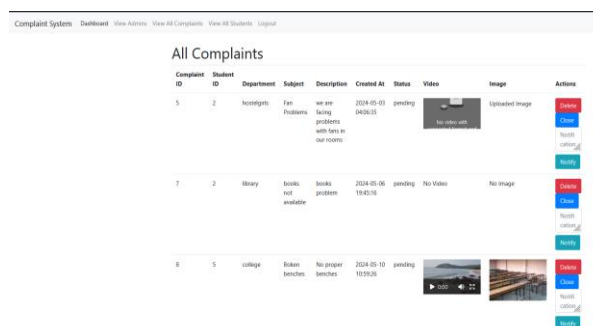 Complaint System Dashboard View Admins View All Complaints View All Students Logout
All Complaints
Complaint ID Student ID Department Subject Description Created At Status Video Image Actions
5 2 hostelgirls Fan Problems we are facing problems with fans in our rooms 2024-05-03 04:06:35 pending No video with Uploaded Image Delete
Close
Notification
Notify
7 2 library books not available books problem 2024-05-06 19:45:16 pending No Video No Image Delete
Close
Notification
Notify
8 5 college Boken benches No proper benches 2024-05-10 10:59:26 pending 0:00 Delete
Close
Notification
Notify